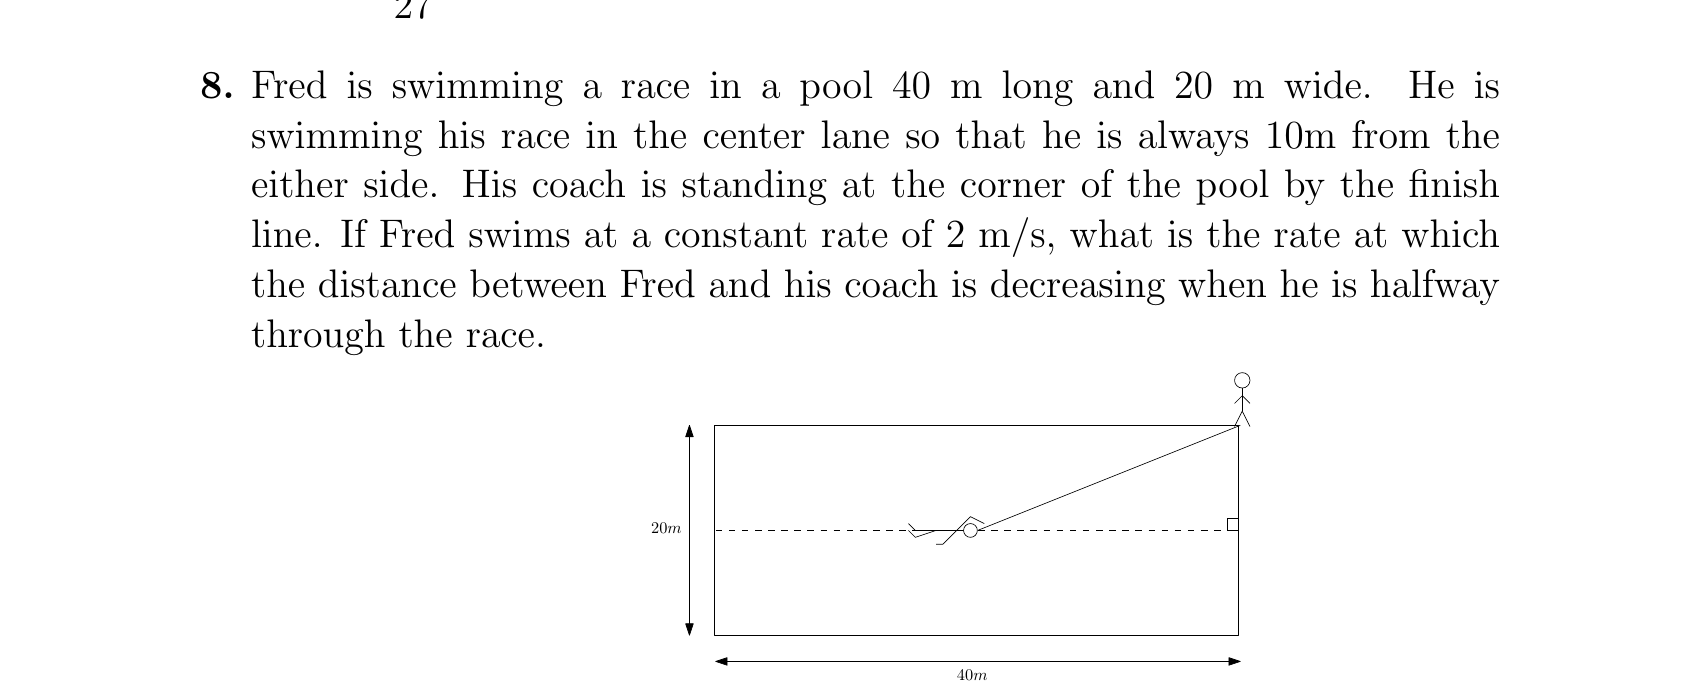 27
8. Fred is swimming a race in a pool 40 m long and 20 m wide. He is
swimming his race in the center lane so that he is always 10m from the
either side. His coach is standing at the corner of the pool by the finish
line. If Fred swims at a constant rate of 2 m/s, what is the rate at which
the distance between Fred and his coach is decreasing when he is halfway
through the race.
20m
40m